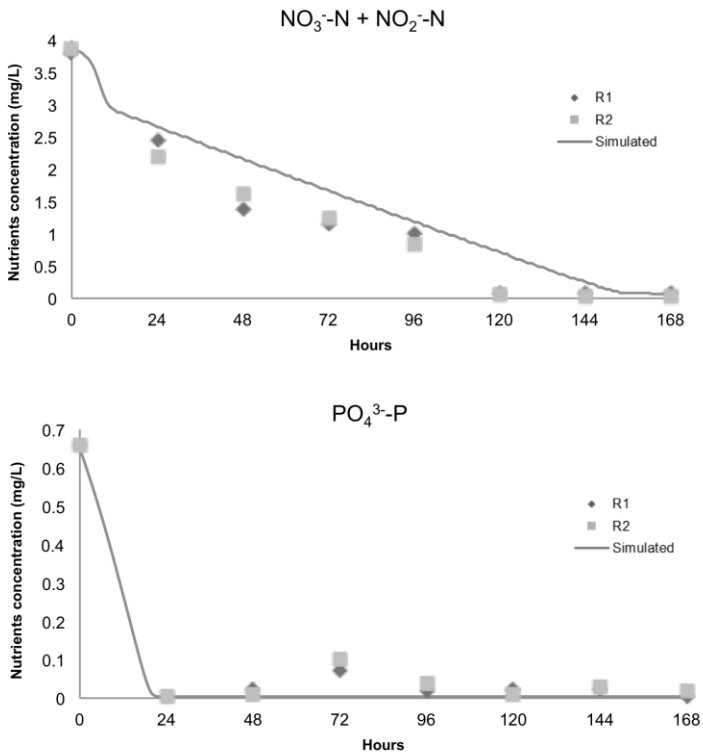 NO₃⁻-N + NO₂⁻-N
Nutrients concentration (mg/L)
4
3.5
3
2.5
2
1.5
1
0.5
0
0 24 48 72 96 120 144 168
Hours
R1
R2
Simulated
PO₄³⁻-P
Nutrients concentration (mg/L)
0.7
0.6
0.5
0.4
0.3
0.2
0.1
0
0 24 48 72 96 120 144 168
Hours
R1
R2
Simulated